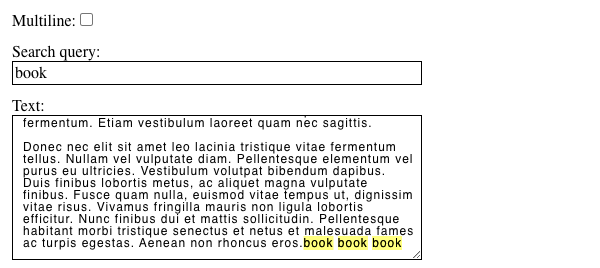 Multiline:
Search query:
book
Text:
fermentum. Etiam vestibulum laoreet quam nec sagittis.
Donec nec elit sit amet leo lacinia tristique vitae fermentum
tellus. Nullam vel vulputate diam. Pellentesque elementum vel
purus eu ultricies. Vestibulum volutpat bibendum dapibus.
Duis finibus lobortis metus, ac aliquet magna vulputate
finibus. Fusce quam nulla, euismod vitae tempus ut, dignissim
vitae risus. Vivamus fringilla mauris non ligula lobortis
efficitur. Nunc finibus dui et mattis sollicitudin. Pellentesque
habitant morbi tristique senectus et netus et malesuada fames
ac turpis egestas. Aenean non rhoncus eros.book book book